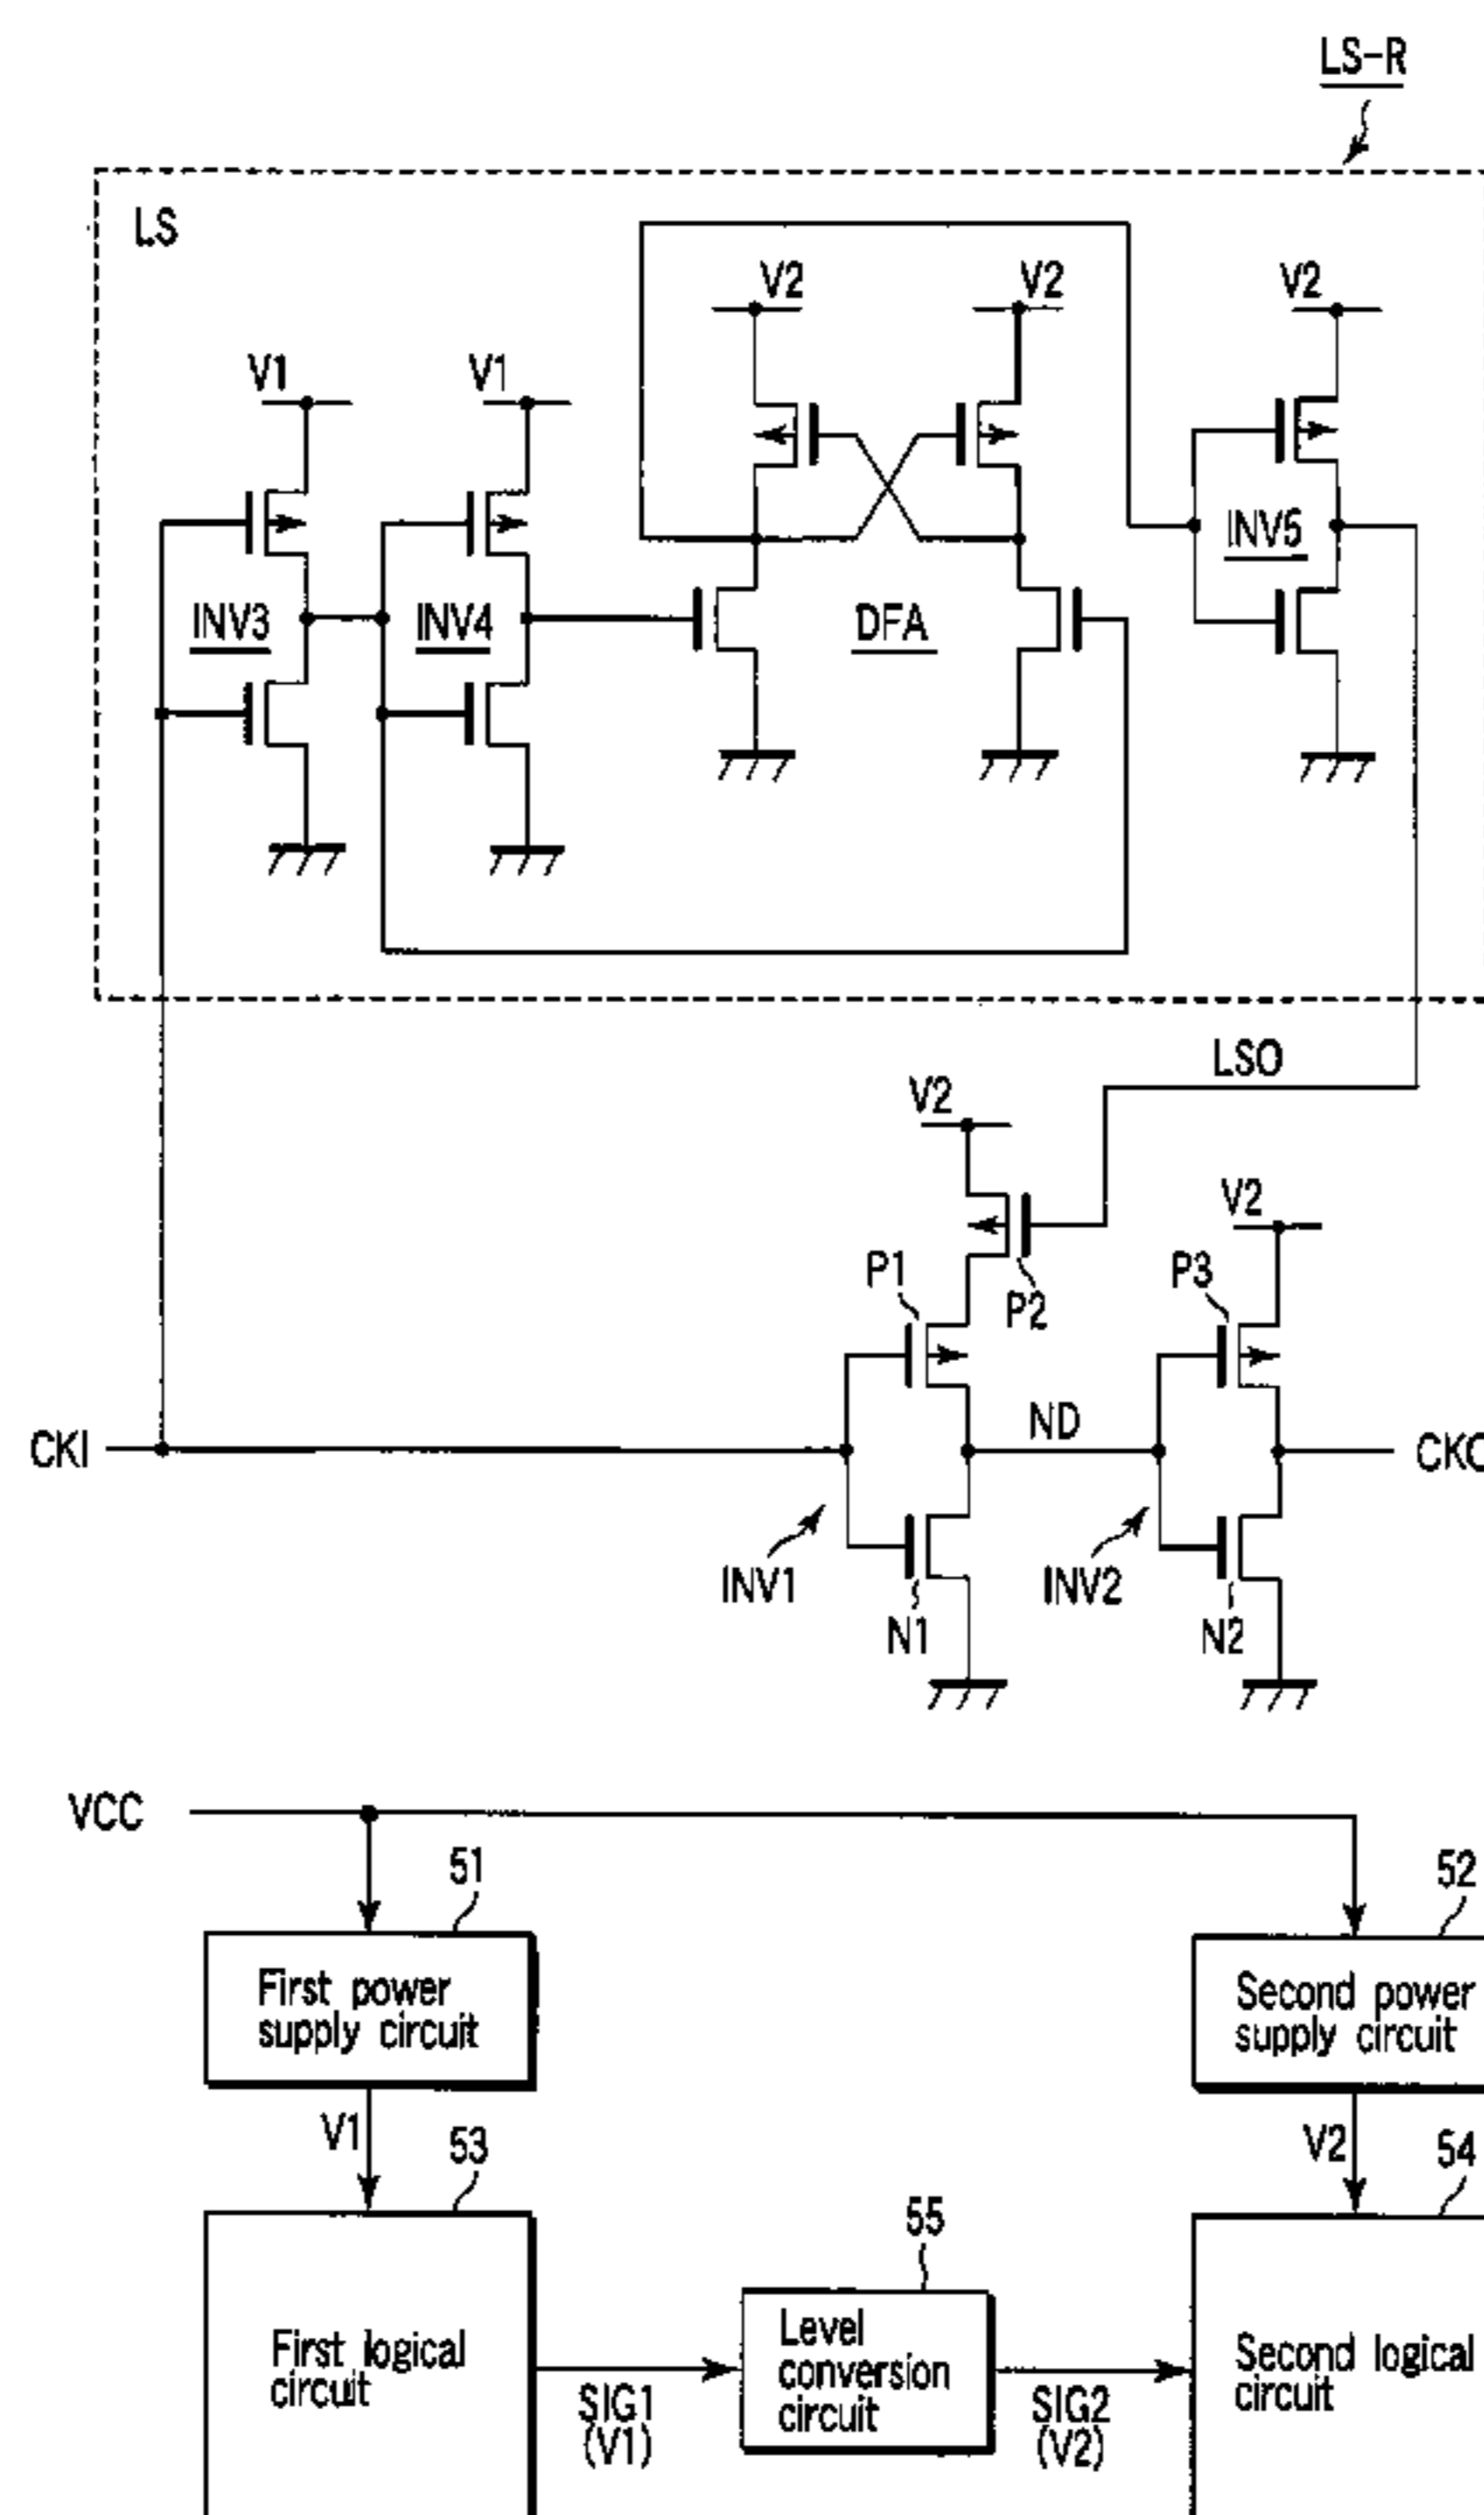 LS-R
LS
V2
V2
V2
V1
V1
INV5
INV3
INV4
DFA
LSO
V2
V2
P1
P3
P2
ND
CKI
INV1
INV2
N1
N2
VCC
51
52
First power
supply circuit
Second power
supply circuit
V1
53
V2
54
55
First logical
circuit
Level
conversion
circuit
Second logical
circuit
SIG1
(V1)
SIG2
(V2)